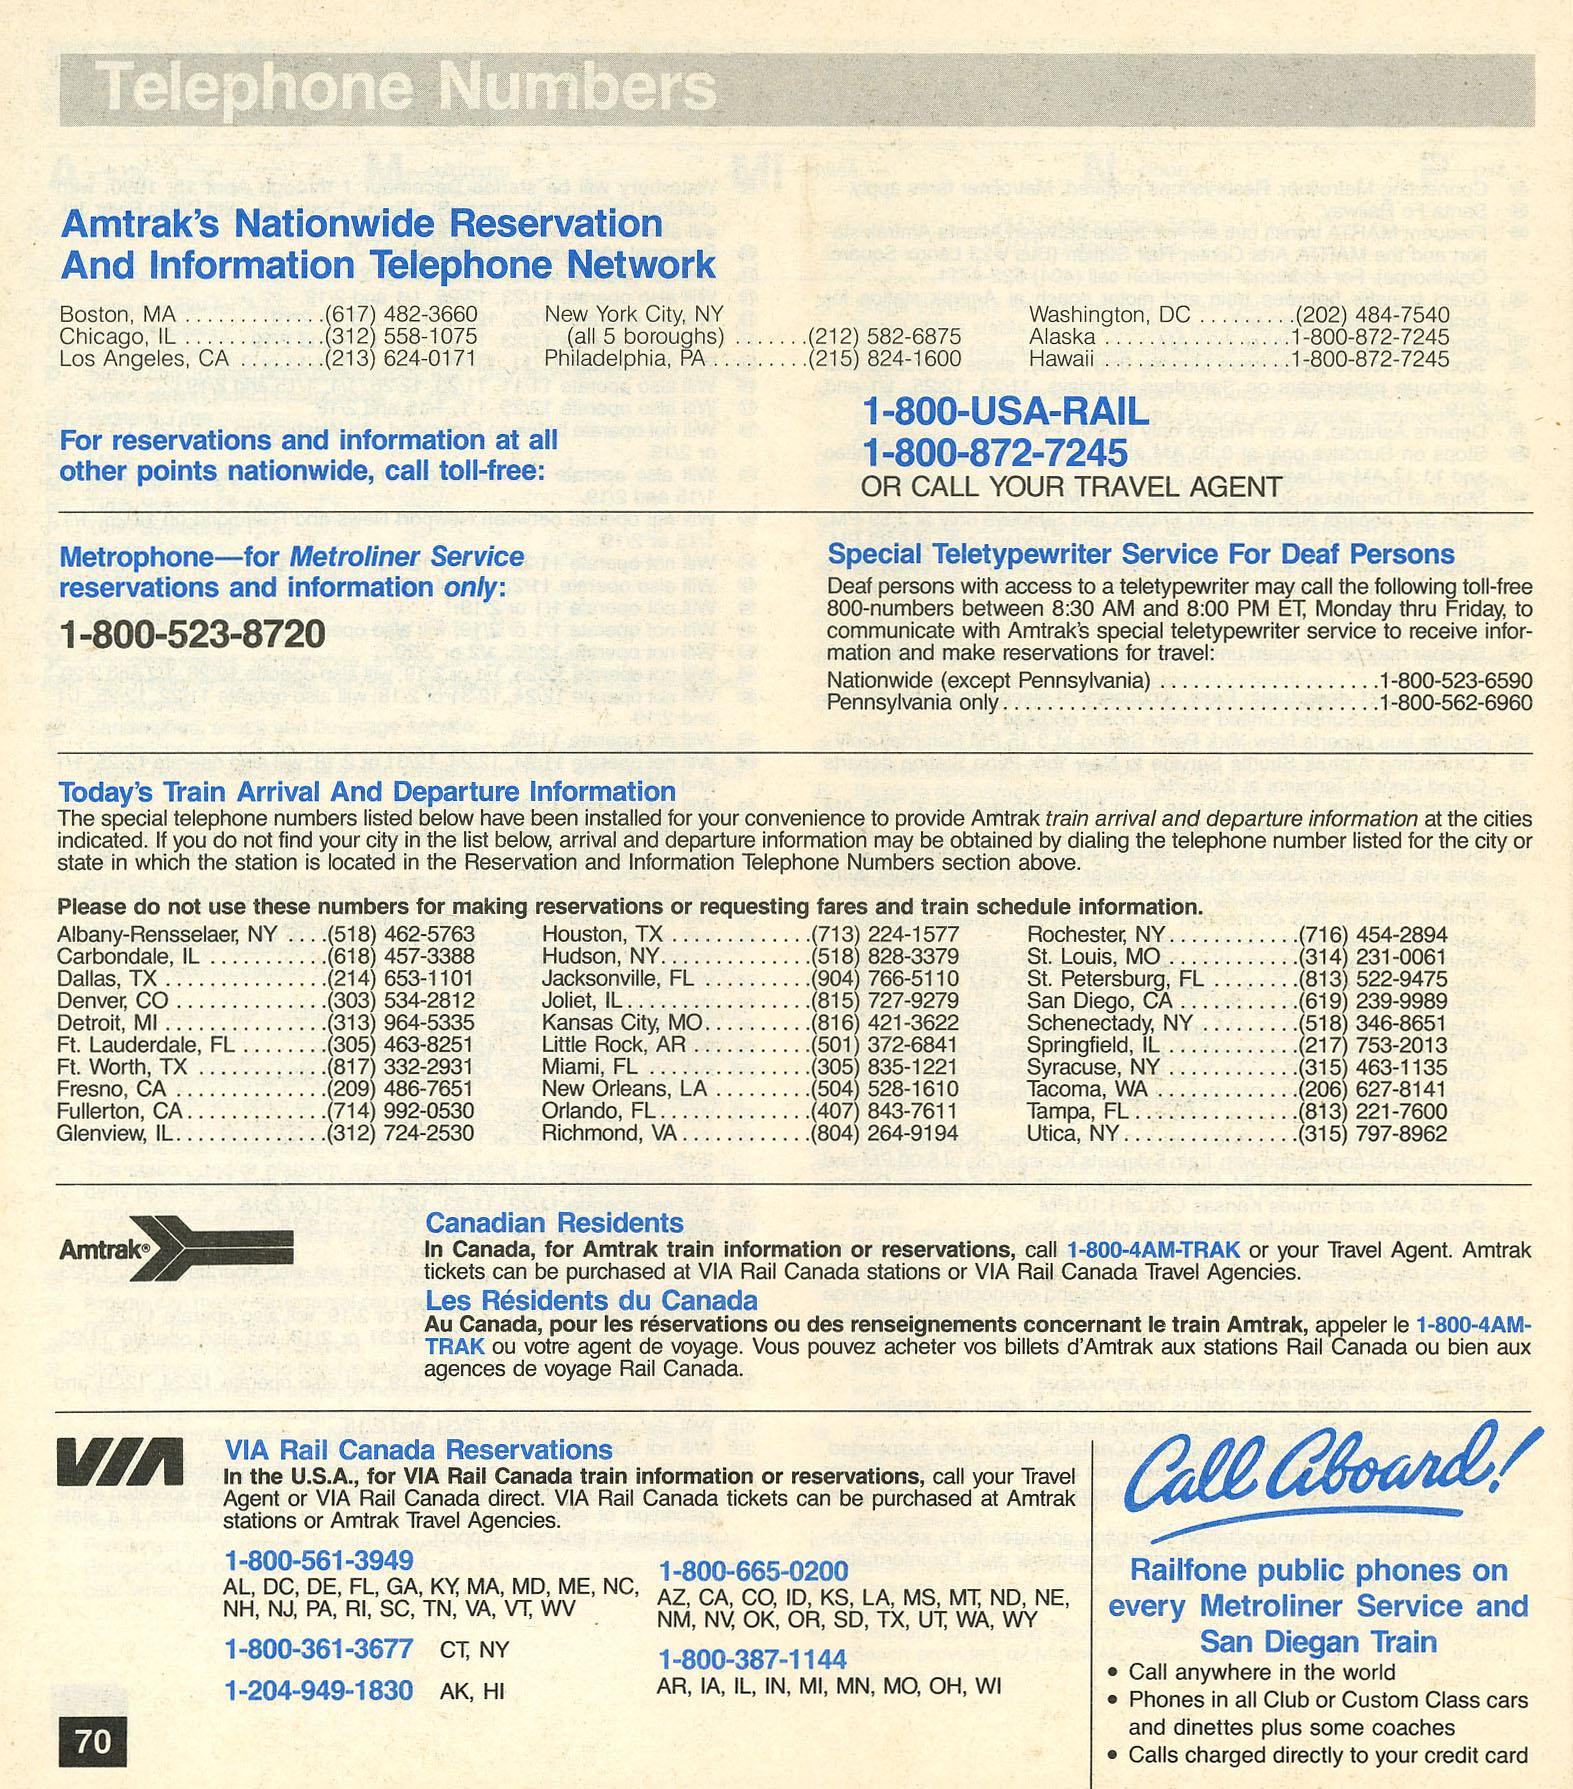 Telephone Numbers
Amtrak's Nationwide Reservation
And Information Telephone Network
Boston, MA .............(617) 482-3660
Chicago, IL .............(312) 558-1075
Los Angeles, CA ........(213) 624-0171
New York City, NY
(all 5 boroughs) .......(212) 582-6875
Philadelphia, PA .........(215) 824-1600
Washington, DC .........(202) 484-7540
Alaska .................1-800-872-7245
Hawaii .................1-800-872-7245
For reservations and information at all
other points nationwide, call toll-free:
1-800-USA-RAIL
1-800-872-7245
OR CALL YOUR TRAVEL AGENT
Metrophone—for Metroliner Service
reservations and information only:
1-800-523-8720
Special Teletypewriter Service For Deaf Persons
Deaf persons with access to a teletypewriter may call the following toll-free
800-numbers between 8:30 AM and 8:00 PM ET, Monday thru Friday, to
communicate with Amtrak's special teletypewriter service to receive infor-
mation and make reservations for travel:
Nationwide (except Pennsylvania) ....................1-800-523-6590
Pennsylvania only..................................1-800-562-6960
Today's Train Arrival And Departure Information
The special telephone numbers listed below have been installed for your convenience to provide Amtrak train arrival and departure information at the cities
indicated. If you do not find your city in the list below, arrival and departure information may be obtained by dialing the telephone number listed for the city or
state in which the station is located in the Reservation and Information Telephone Numbers section above.
Please do not use these numbers for making reservations or requesting fares and train schedule information.
Albany-Rensselaer, NY ....(518) 462-5763
Carbondale, IL ...........(618) 457-3388
Dallas, TX ...............(214) 653-1101
Denver, CO ..............(303) 534-2812
Detroit, MI ...............(313) 964-5335
Ft. Lauderdale, FL ........(305) 463-8251
Ft. Worth, TX .............(817) 332-2931
Fresno, CA ..............(209) 486-7651
Fullerton, CA.............(714) 992-0530
Glenview, IL..............(312) 724-2530
Houston, TX .............(713) 224-1577
Hudson, NY..............(518) 828-3379
Jacksonville, FL ...........(904) 766-5110
Joliet, IL.................(815) 727-9279
Kansas City, MO..........(816) 421-3622
Little Rock, AR ...........(501) 372-6841
Miami, FL ...............(305) 835-1221
New Orleans, LA .........(504) 528-1610
Orlando, FL..............(407) 843-7611
Richmond, VA............(804) 264-9194
Rochester, NY............(716) 454-2894
St. Louis, MO ............(314) 231-0061
St. Petersburg, FL ........(813) 522-9475
San Diego, CA ...........(619) 239-9989
Schenectady, NY .........(518) 346-8651
Springfield, IL ............(217) 753-2013
Syracuse, NY ............(315) 463-1135
Tacoma, WA .............(206) 627-8141
Tampa, FL ...............(813) 221-7600
Utica, NY................(315) 797-8962
Amtrak®
Canadian Residents
In Canada, for Amtrak train information or reservations, call 1-800-4AM-TRAK or your Travel Agent. Amtrak
tickets can be purchased at VIA Rail Canada stations or VIA Rail Canada Travel Agencies.
Les Résidents du Canada
Au Canada, pour les réservations ou des renseignements concernant le train Amtrak, appeler le 1-800-4AM-
TRAK ou votre agent de voyage. Vous pouvez acheter vos billets d'Amtrak aux stations Rail Canada ou bien aux
agences de voyage Rail Canada.
VIA
VIA Rail Canada Reservations
In the U.S.A., for VIA Rail Canada train information or reservations, call your Travel
Agent or VIA Rail Canada direct. VIA Rail Canada tickets can be purchased at Amtrak
stations or Amtrak Travel Agencies.
1-800-561-3949
AL, DC, DE, FL, GA, KY, MA, MD, ME, NC,
NH, NJ, PA, RI, SC, TN, VA, VT, WV
1-800-361-3677 CT, NY
1-204-949-1830 AK, HI
1-800-665-0200
AZ, CA, CO, ID, KS, LA, MS, MT, ND, NE,
NM, NV, OK, OR, SD, TX, UT, WA, WY
1-800-387-1144
AR, IA, IL, IN, MI, MN, MO, OH, WI
Call Aboard!
Railfone public phones on
every Metroliner Service and
San Diegan Train
• Call anywhere in the world
• Phones in all Club or Custom Class cars
and dinettes plus some coaches
• Calls charged directly to your credit card
70